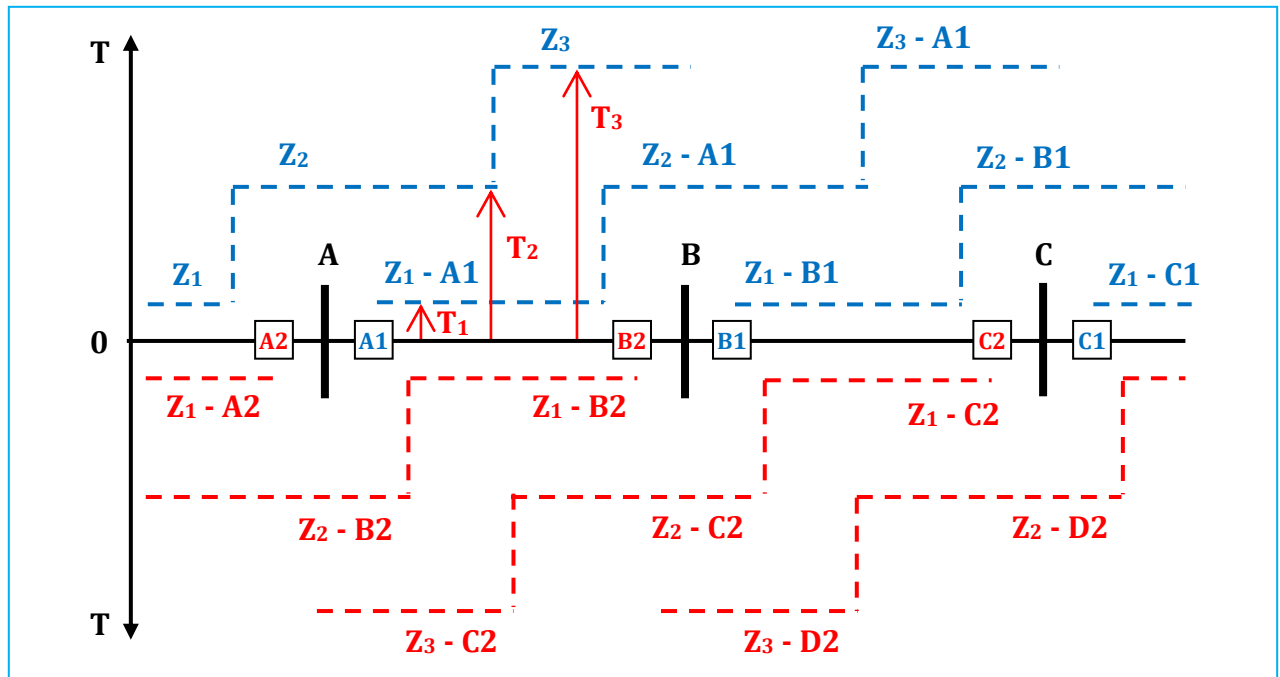 T
Z3
Z3 - A1
T3
Z2
Z2 - A1
Z2 - B1
T2
A
B
C
Z1
Z1 - A1
Z1 - B1
Z1 - C1
T1
0
A2
A1
B2
B1
C2
C1
Z1 - A2
Z1 - B2
Z1 - C2
Z2 - B2
Z2 - C2
Z2 - D2
T
Z3 - C2
Z3 - D2